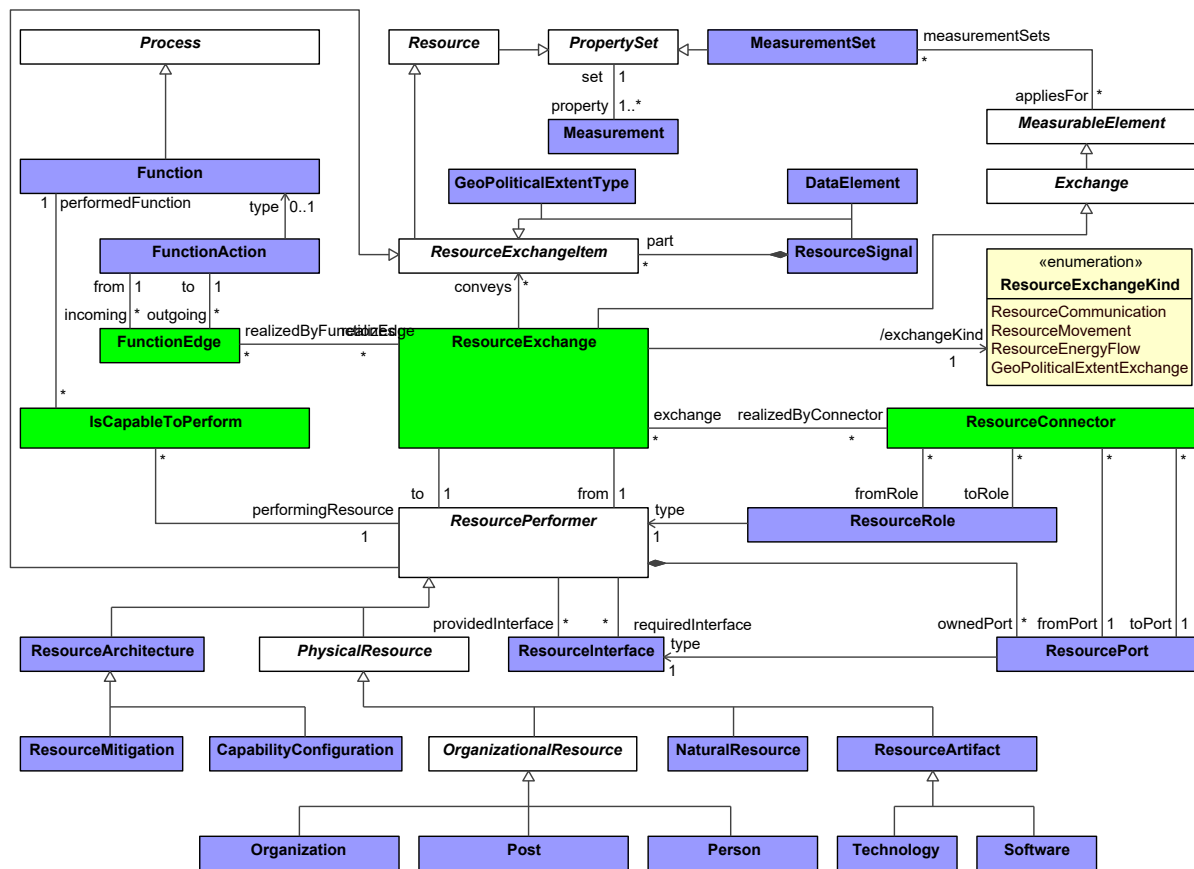 Process
Resource
PropertySet
MeasurementSet
measurementSets
*
set
1
property
1..*
appliesFor
*
Measurement
MeasurableElement
Function
GeoPoliticalExtentType
DataElement
Exchange
1
performedFunction
type
0..1
FunctionAction
ResourceExchangeItem
part
*
ResourceSignal
«enumeration»
ResourceExchangeKind
ResourceCommunication
ResourceMovement
ResourceEnergyFlow
GeoPoliticalExtentExchange
from
1
to
1
conveys
*
incoming
*
outgoing
*
FunctionEdge
realizedByFunctionEdge
*
realizes
*
ResourceExchange
/exchangeKind
1
*
IsCapableToPerform
exchange
*
realizedByConnector
*
ResourceConnector
*
*
*
*
*
to
1
from
1
fromRole
toRole
performingResource
1
ResourcePerformer
type
1
ResourceRole
providedInterface
*
*
requiredInterface
ownedPort
*
fromPort
1
toPort
1
ResourceArchitecture
PhysicalResource
ResourceInterface
type
1
ResourcePort
ResourceMitigation
CapabilityConfiguration
OrganizationalResource
NaturalResource
ResourceArtifact
Organization
Post
Person
Technology
Software